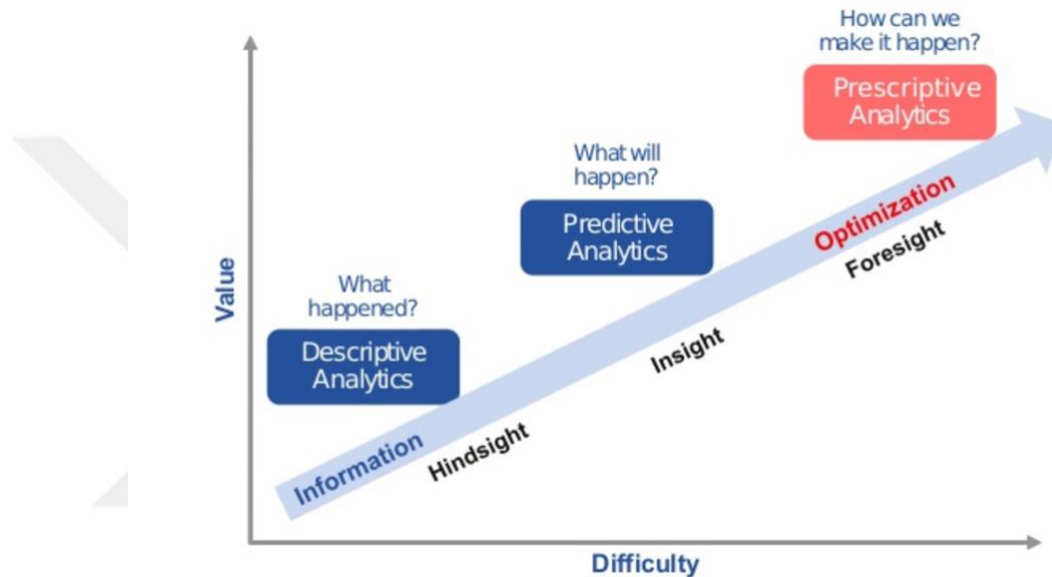 How can we
make it happen?
Prescriptive
Analytics
What will
happen?
Predictive
Analytics
Optimization
Foresight
Value
What
happened?
Descriptive
Analytics
Insight
Information
Hindsight
Difficulty